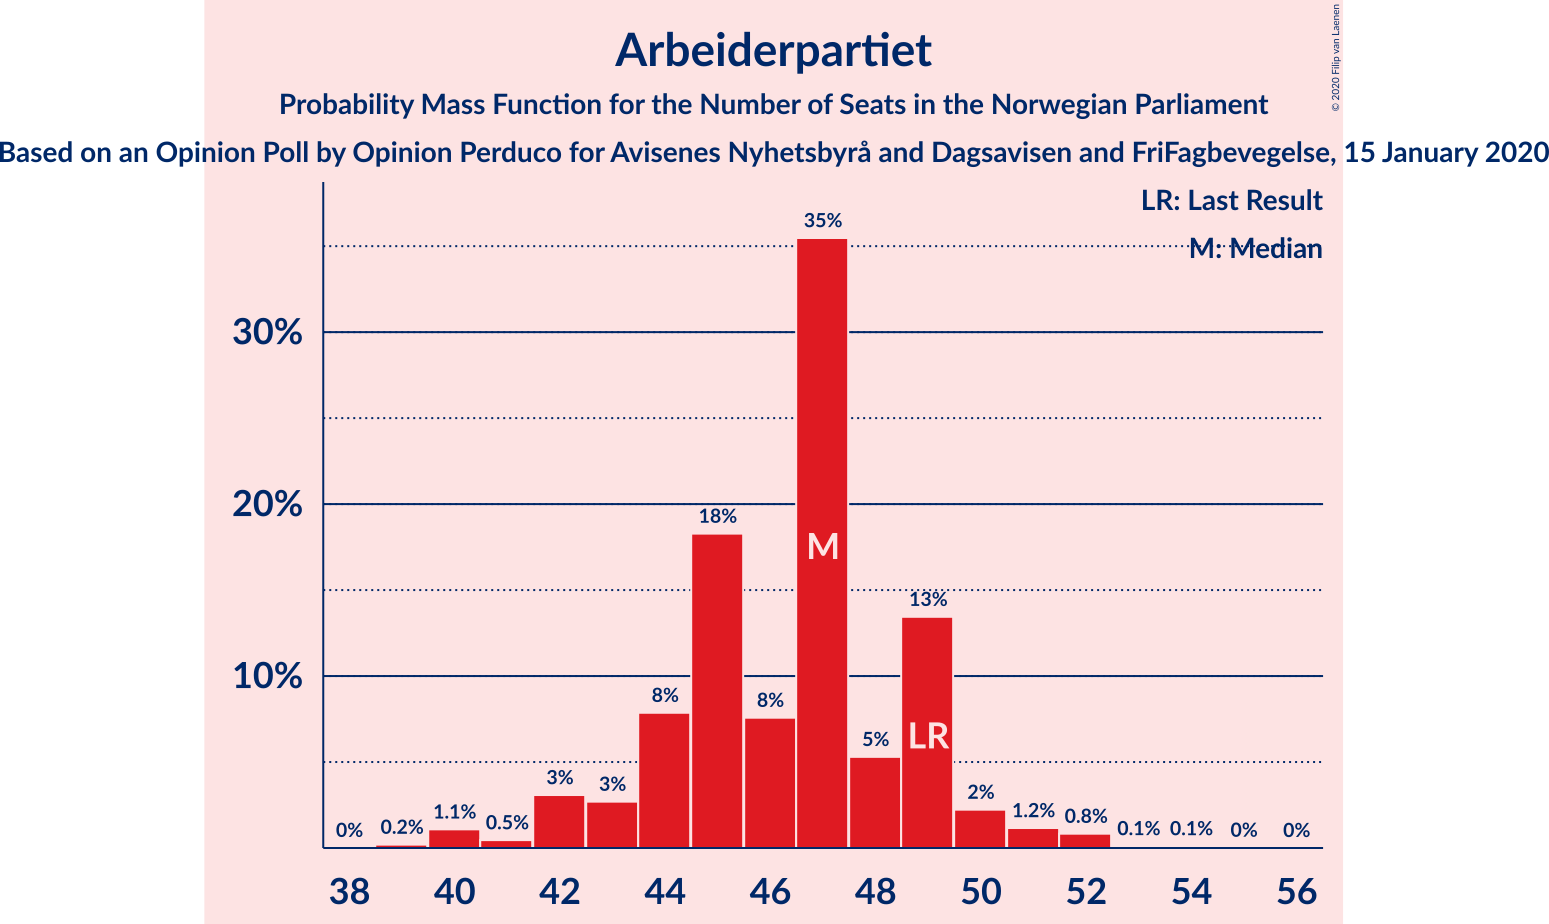 Arbeiderpartiet
Probability Mass Function for the Number of Seats in the Norwegian Parliament
Based on an Opinion Poll by Opinion Perduco for Avisenes Nyhetsbyrå and Dagsavisen and FriFagbevegelse, 15 January 2020
© 2020 Filip van Laenen
LR: Last Result
M: Median
30%
20%
10%
0%
0.2%
1.1%
0.5%
3%
3%
8%
18%
8%
35%
5%
13%
2%
1.2%
0.8%
0.1%
0.1%
0%
0%
M
LR
38 40 42 44 46 48 50 52 54 56